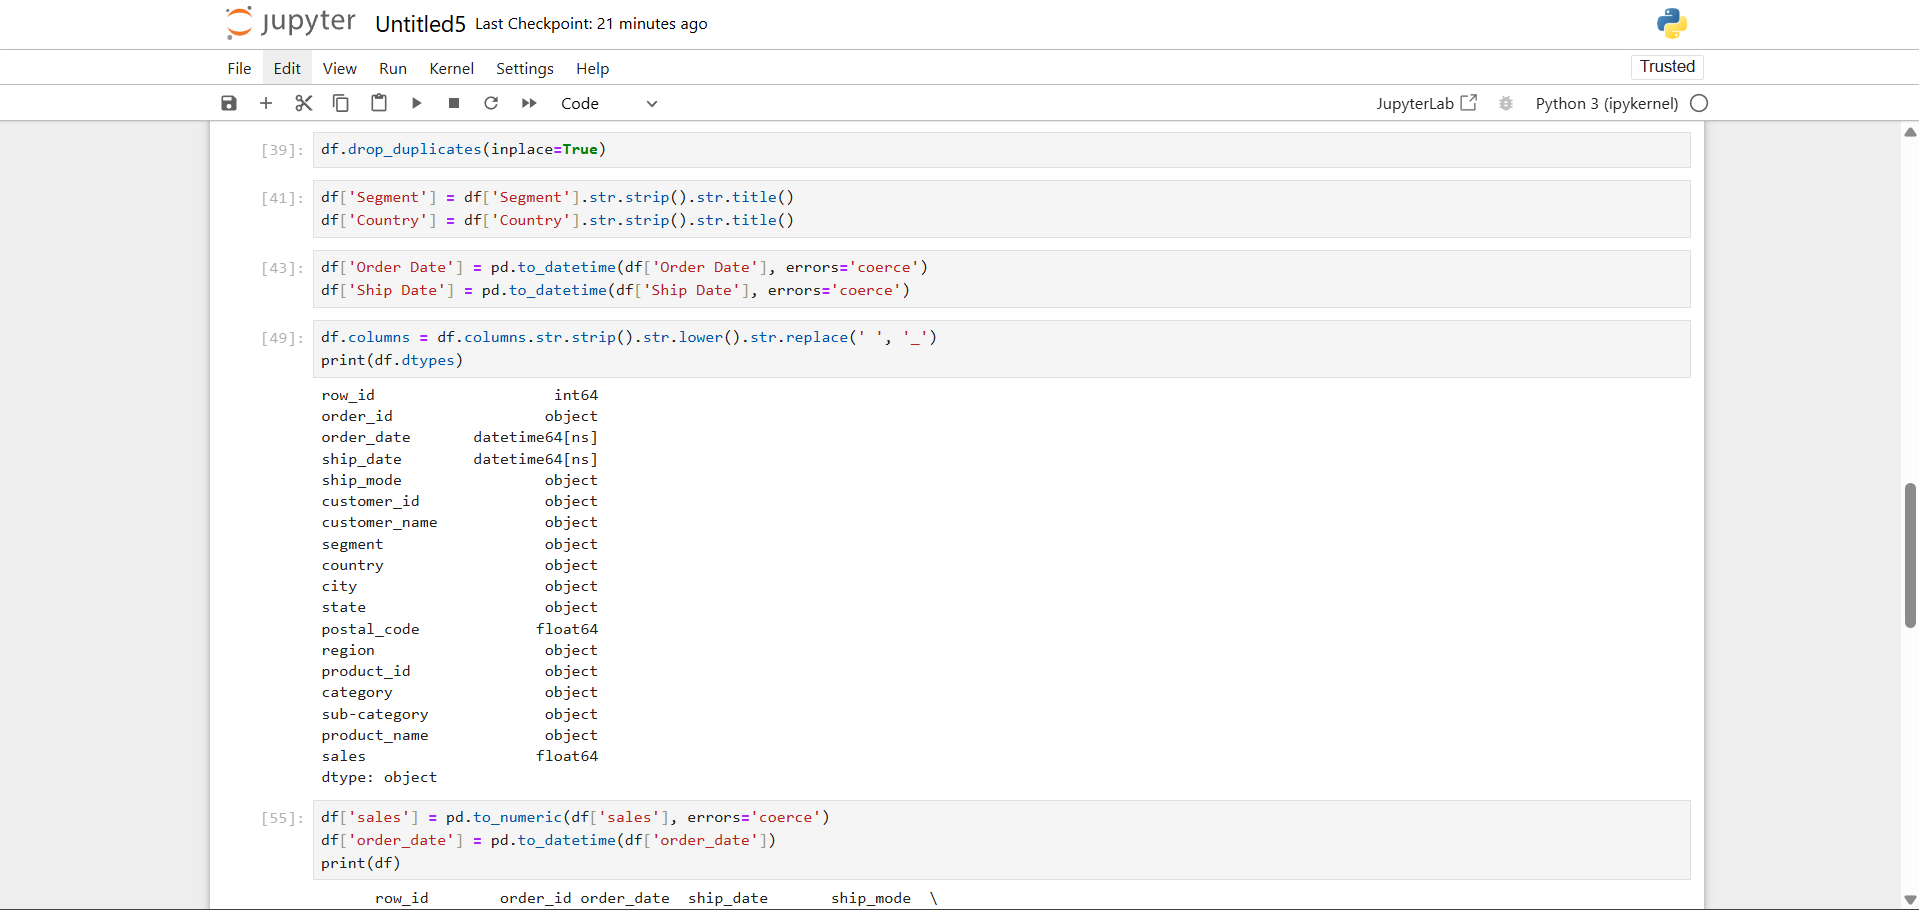 jupyter Untitled5 Last Checkpoint: 21 minutes ago
File Edit View Run Kernel Settings Help Trusted
Code JupyterLab Python 3 (ipykernel)
[39]: df.drop_duplicates(inplace=True)
[41]: df['Segment'] = df['Segment'].str.strip().str.title()
df['Country'] = df['Country'].str.strip().str.title()
[43]: df['Order Date'] = pd.to_datetime(df['Order Date'], errors='coerce')
df['Ship Date'] = pd.to_datetime(df['Ship Date'], errors='coerce')
[49]: df.columns = df.columns.str.strip().str.lower().str.replace(' ', '_')
print(df.dtypes)
row_id int64
order_id object
order_date datetime64[ns]
ship_date datetime64[ns]
ship_mode object
customer_id object
customer_name object
segment object
country object
city object
state object
postal_code float64
region object
product_id object
category object
sub-category object
product_name object
sales float64
dtype: object
[55]: df['sales'] = pd.to_numeric(df['sales'], errors='coerce')
df['order_date'] = pd.to_datetime(df['order_date'])
print(df)
row_id order_id order_date ship_date ship_mode \